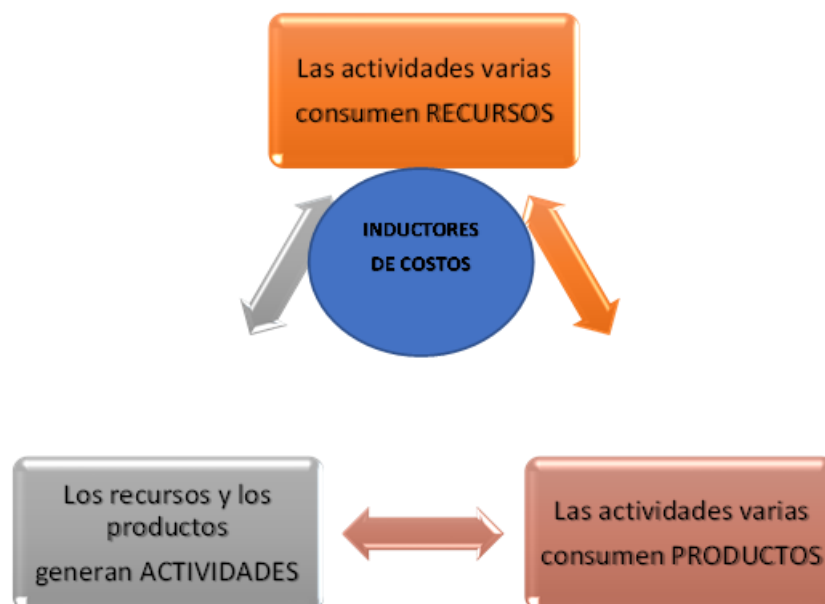 Las actividades varias
consumen RECURSOS
INDUCTORES
DE COSTOS
Los recursos y los
productos
generan ACTIVIDADES
Las actividades varias
consumen PRODUCTOS